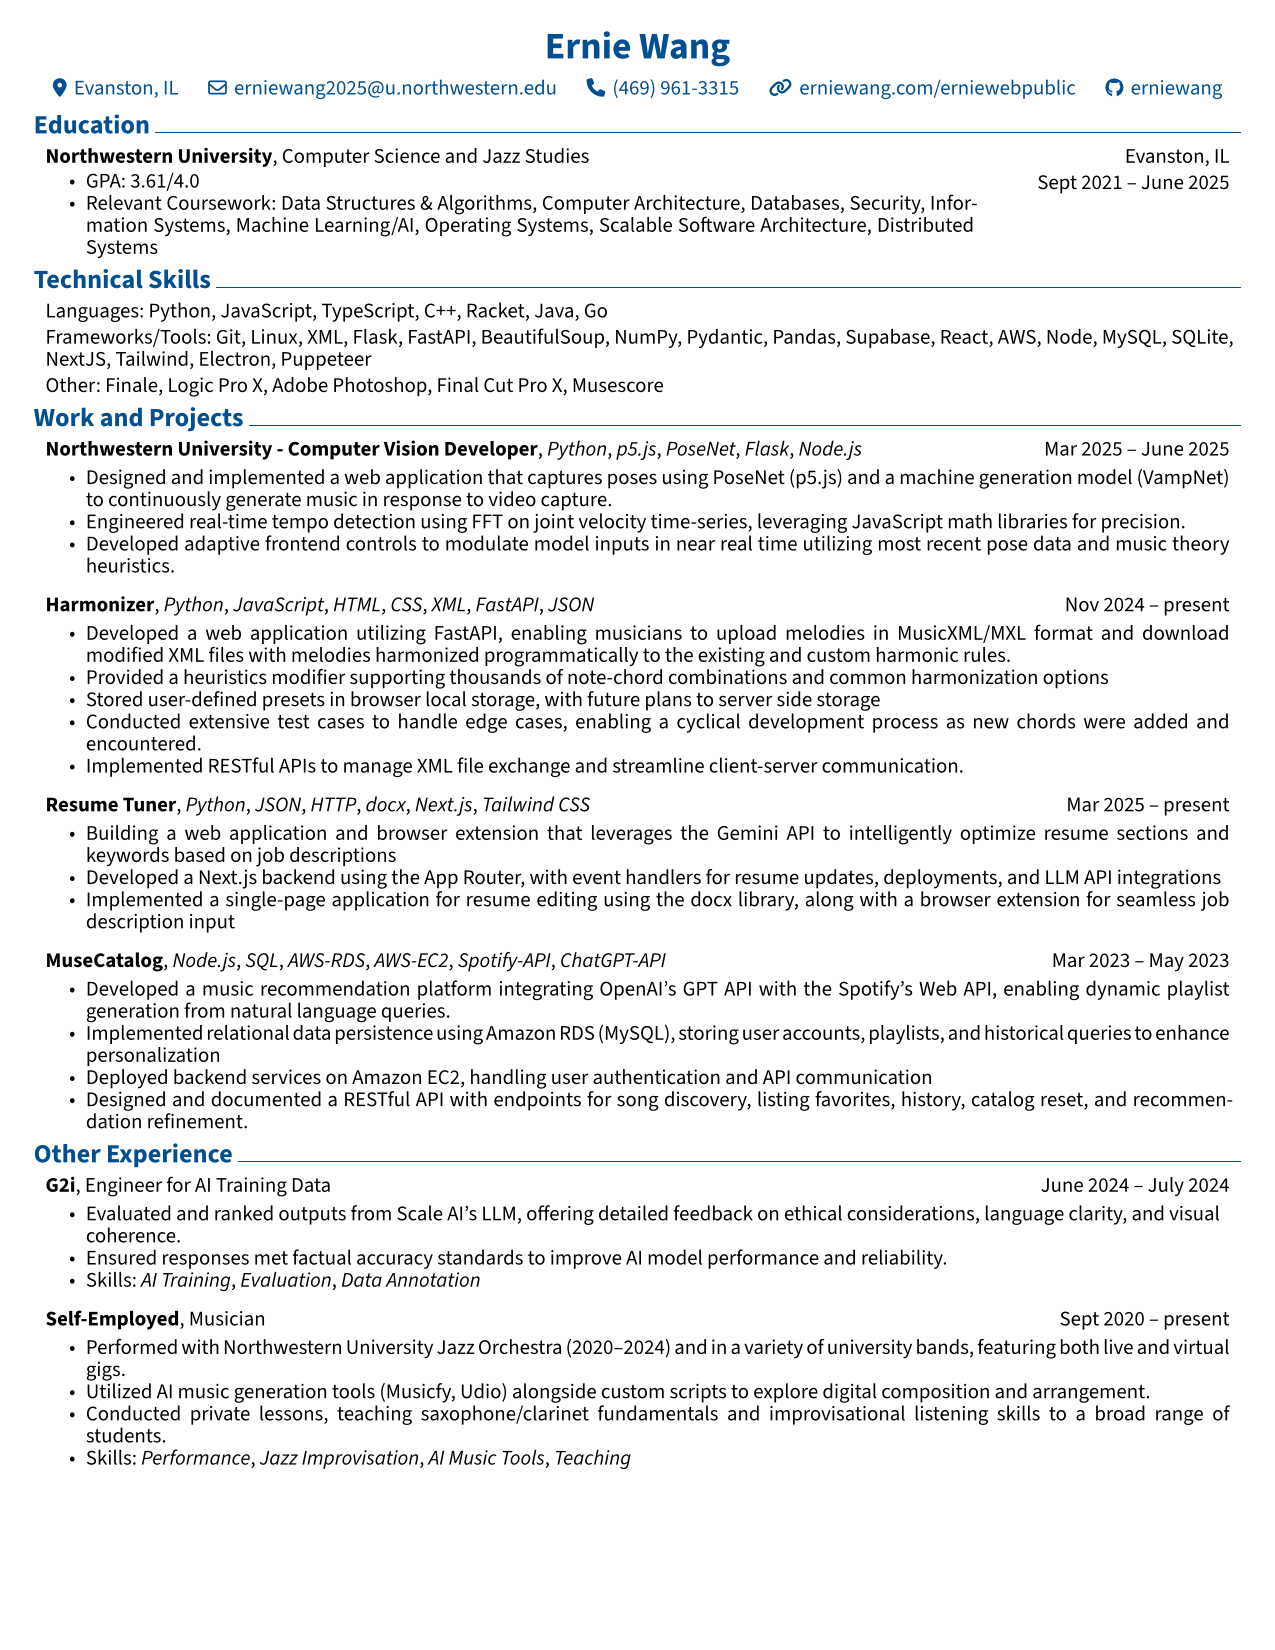 Ernie Wang
Evanston, IL erniewang2025@u.northwestern.edu (469) 961-3315 erniewang.com/erniewebpublic erniewang
Education
Northwestern University, Computer Science and Jazz Studies Evanston, IL
• GPA: 3.61/4.0 Sept 2021 – June 2025
• Relevant Coursework: Data Structures & Algorithms, Computer Architecture, Databases, Security, Infor-
mation Systems, Machine Learning/AI, Operating Systems, Scalable Software Architecture, Distributed
Systems
Technical Skills
Languages: Python, JavaScript, TypeScript, C++, Racket, Java, Go
Frameworks/Tools: Git, Linux, XML, Flask, FastAPI, BeautifulSoup, NumPy, Pydantic, Pandas, Supabase, React, AWS, Node, MySQL, SQLite,
NextJS, Tailwind, Electron, Puppeteer
Other: Finale, Logic Pro X, Adobe Photoshop, Final Cut Pro X, Musescore
Work and Projects
Northwestern University - Computer Vision Developer, Python, p5.js, PoseNet, Flask, Node.js Mar 2025 – June 2025
• Designed and implemented a web application that captures poses using PoseNet (p5.js) and a machine generation model (VampNet)
to continuously generate music in response to video capture.
• Engineered real-time tempo detection using FFT on joint velocity time-series, leveraging JavaScript math libraries for precision.
• Developed adaptive frontend controls to modulate model inputs in near real time utilizing most recent pose data and music theory
heuristics.
Harmonizer, Python, JavaScript, HTML, CSS, XML, FastAPI, JSON Nov 2024 – present
• Developed a web application utilizing FastAPI, enabling musicians to upload melodies in MusicXML/MXL format and download
modified XML files with melodies harmonized programmatically to the existing and custom harmonic rules.
• Provided a heuristics modifier supporting thousands of note-chord combinations and common harmonization options
• Stored user-defined presets in browser local storage, with future plans to server side storage
• Conducted extensive test cases to handle edge cases, enabling a cyclical development process as new chords were added and
encountered.
• Implemented RESTful APIs to manage XML file exchange and streamline client-server communication.
Resume Tuner, Python, JSON, HTTP, docx, Next.js, Tailwind CSS Mar 2025 – present
• Building a web application and browser extension that leverages the Gemini API to intelligently optimize resume sections and
keywords based on job descriptions
• Developed a Next.js backend using the App Router, with event handlers for resume updates, deployments, and LLM API integrations
• Implemented a single-page application for resume editing using the docx library, along with a browser extension for seamless job
description input
MuseCatalog, Node.js, SQL, AWS-RDS, AWS-EC2, Spotify-API, ChatGPT-API Mar 2023 – May 2023
• Developed a music recommendation platform integrating OpenAI’s GPT API with the Spotify’s Web API, enabling dynamic playlist
generation from natural language queries.
• Implemented relational data persistence using Amazon RDS (MySQL), storing user accounts, playlists, and historical queries to enhance
personalization
• Deployed backend services on Amazon EC2, handling user authentication and API communication
• Designed and documented a RESTful API with endpoints for song discovery, listing favorites, history, catalog reset, and recommen-
dation refinement.
Other Experience
G2i, Engineer for AI Training Data June 2024 – July 2024
• Evaluated and ranked outputs from Scale AI’s LLM, offering detailed feedback on ethical considerations, language clarity, and visual
coherence.
• Ensured responses met factual accuracy standards to improve AI model performance and reliability.
• Skills: AI Training, Evaluation, Data Annotation
Self-Employed, Musician Sept 2020 – present
• Performed with Northwestern University Jazz Orchestra (2020–2024) and in a variety of university bands, featuring both live and virtual
gigs.
• Utilized AI music generation tools (Musicfy, Udio) alongside custom scripts to explore digital composition and arrangement.
• Conducted private lessons, teaching saxophone/clarinet fundamentals and improvisational listening skills to a broad range of
students.
• Skills: Performance, Jazz Improvisation, AI Music Tools, Teaching